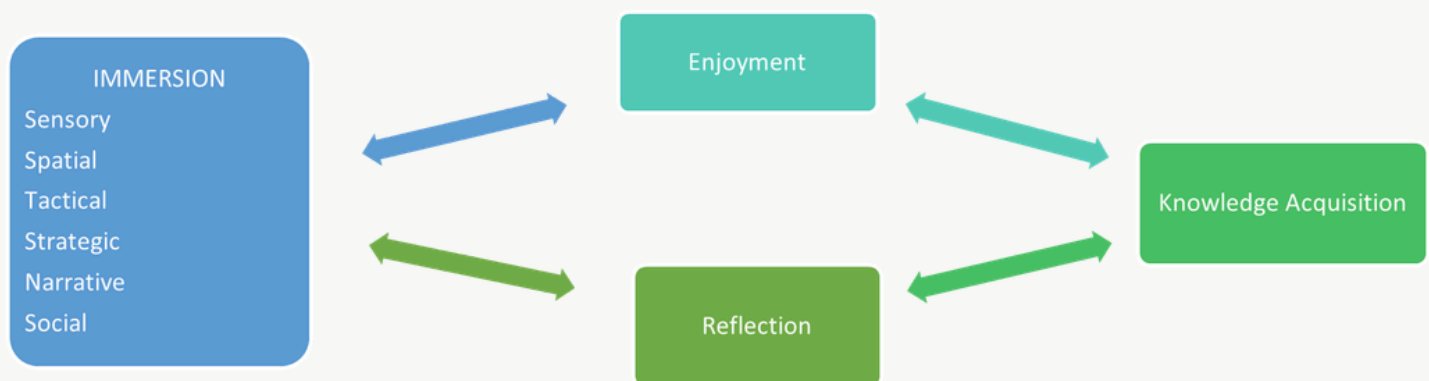 IMMERSION
Sensory
Spatial
Tactical
Strategic
Narrative
Social
Enjoyment
Reflection
Knowledge Acquisition